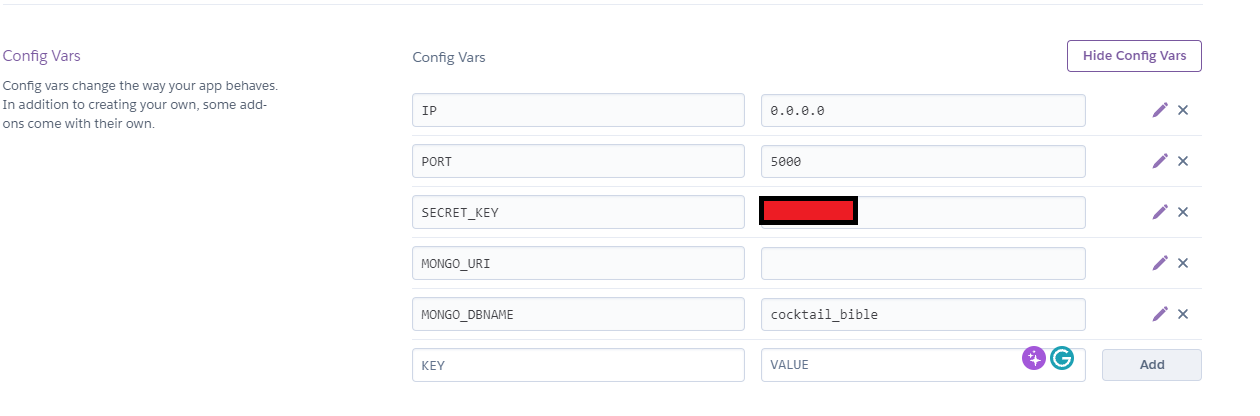 Config Vars
Config vars change the way your app behaves.
In addition to creating your own, some add-
ons come with their own.
Config Vars
Hide Config Vars
IP 0.0.0.0
PORT 5000
SECRET_KEY
MONGO_URI
MONGO_DBNAME cocktail_bible
KEY VALUE Add